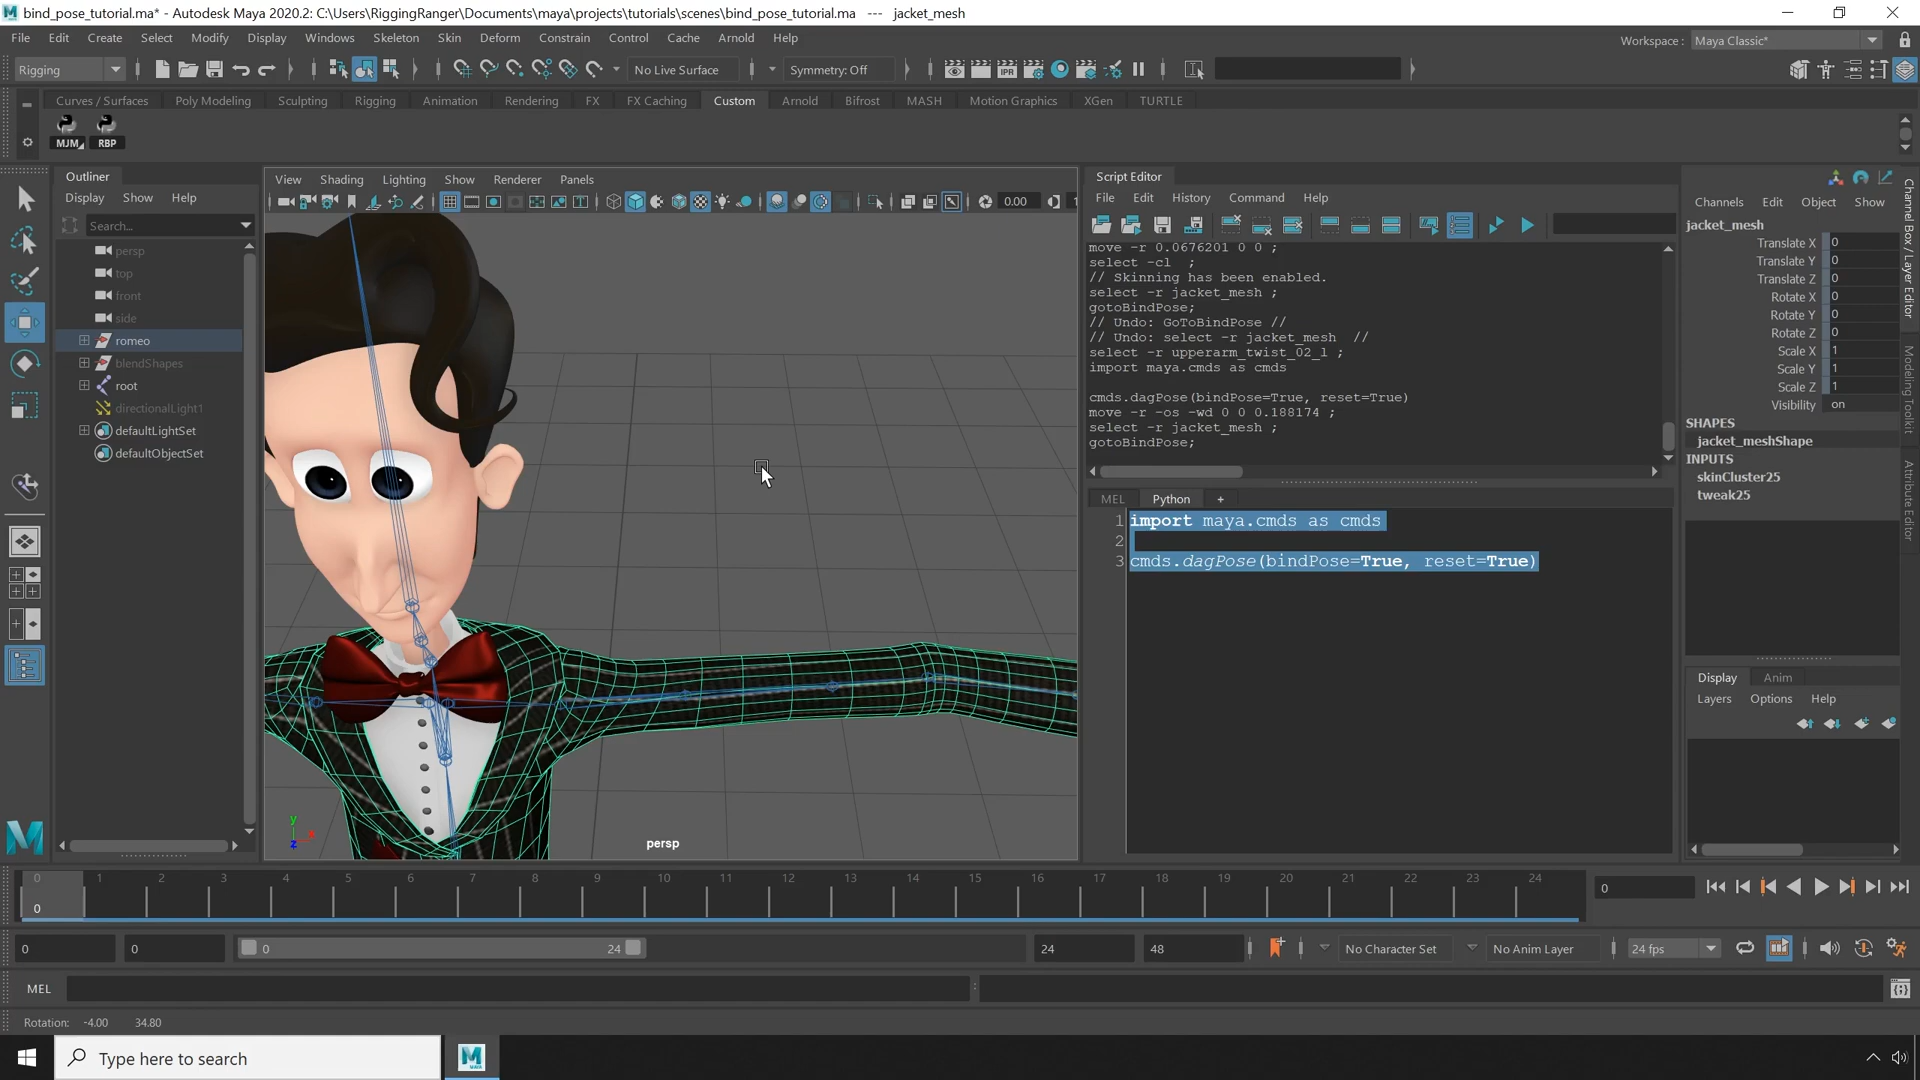 bind_pose_tutorial.ma* - Autodesk Maya 2020.2: C:\Users\RiggingRanger\Documents\maya\projects\tutorials\scenes\bind_pose_tutorial.ma --- jacket_mesh
File Edit Create Select Modify Display Windows Skeleton Skin Deform Constrain Control Cache Arnold Help
Workspace : Maya Classic*
Rigging
No Live Surface
Symmetry: Off
IPR
Curves / Surfaces Poly Modeling Sculpting Rigging Animation Rendering FX FX Caching Custom Arnold Bifrost MASH Motion Graphics XGen TURTLE
MJM RBP
Outliner
Display Show Help
Search...
persp
top
front
side
romeo
blendShapes
root
directionalLight1
defaultLightSet
defaultObjectSet
View Shading Lighting Show Renderer Panels
0.00
y
x
z
persp
Script Editor
File Edit History Command Help
move -r 0.0676201 0 0 ;
select -cl  ;
// Skinning has been enabled.
select -r jacket_mesh ;
gotoBindPose;
// Undo: GoToBindPose //
// Undo: select -r jacket_mesh  //
select -r upperarm_twist_02_l ;
import maya.cmds as cmds
cmds.dagPose(bindPose=True, reset=True)
move -r -os -wd 0 0 0.188174 ;
select -r jacket_mesh ;
gotoBindPose;
MEL Python +
1 import maya.cmds as cmds
2
3 cmds.dagPose(bindPose=True, reset=True)
Channels Edit Object Show
jacket_mesh
Translate X 0
Translate Y 0
Translate Z 0
Rotate X 0
Rotate Y 0
Rotate Z 0
Scale X 1
Scale Y 1
Scale Z 1
Visibility on
SHAPES
jacket_meshShape
INPUTS
skinCluster25
tweak25
Display Anim
Layers Options Help
Channel Box / Layer Editor
Modeling Toolkit
Attribute Editor
0 1 2 3 4 5 6 7 8 9 10 11 12 13 14 15 16 17 18 19 20 21 22 23 24
0
0
0 0 0 24 24 48 No Character Set No Anim Layer 24 fps
MEL
Rotation: -4.00 34.80
Type here to search